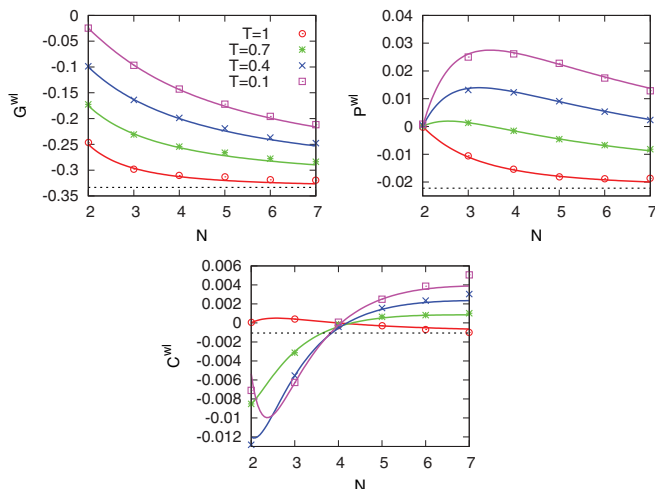 0
-0.05
-0.1
-0.15
-0.2
-0.25
-0.3
-0.35
G^wl
T=1
T=0.7
T=0.4
T=0.1
2 3 4 5 6 7
N
0.04
0.03
0.02
0.01
0
-0.01
-0.02
P^wl
2 3 4 5 6 7
N
0.006
0.004
0.002
0
-0.002
-0.004
-0.006
-0.008
-0.01
-0.012
C^wl
2 3 4 5 6 7
N